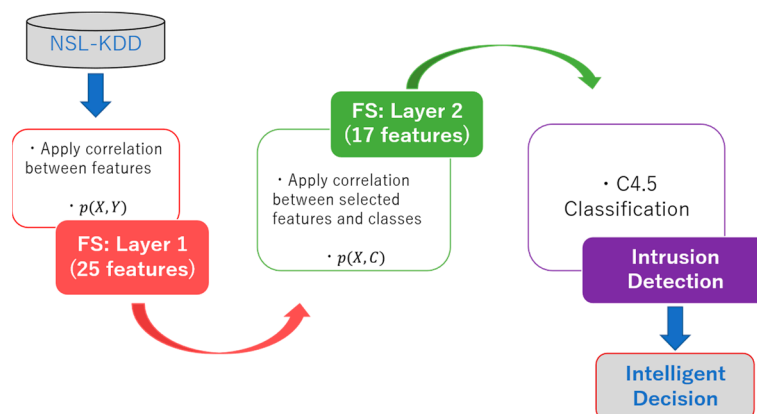 NSL-KDD
・Apply correlation
between features
・p(X,Y)
FS: Layer 1
(25 features)
FS: Layer 2
(17 features)
・Apply correlation
between selected
features and classes
・p(X,C)
・C4.5
Classification
Intrusion
Detection
Intelligent
Decision